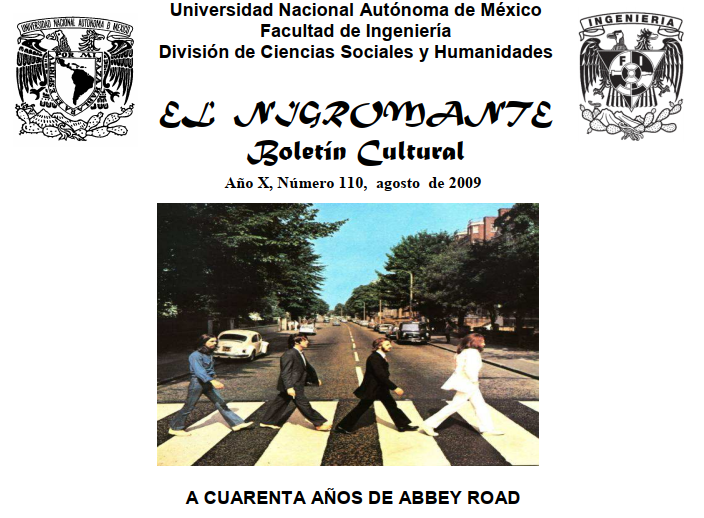 Universidad Nacional Autónoma de México
Facultad de Ingeniería
División de Ciencias Sociales y Humanidades
EL NIGROMANTE
Boletín Cultural
Año X, Número 110, agosto de 2009
INGENIERIA
F I
A CUARENTA AÑOS DE ABBEY ROAD